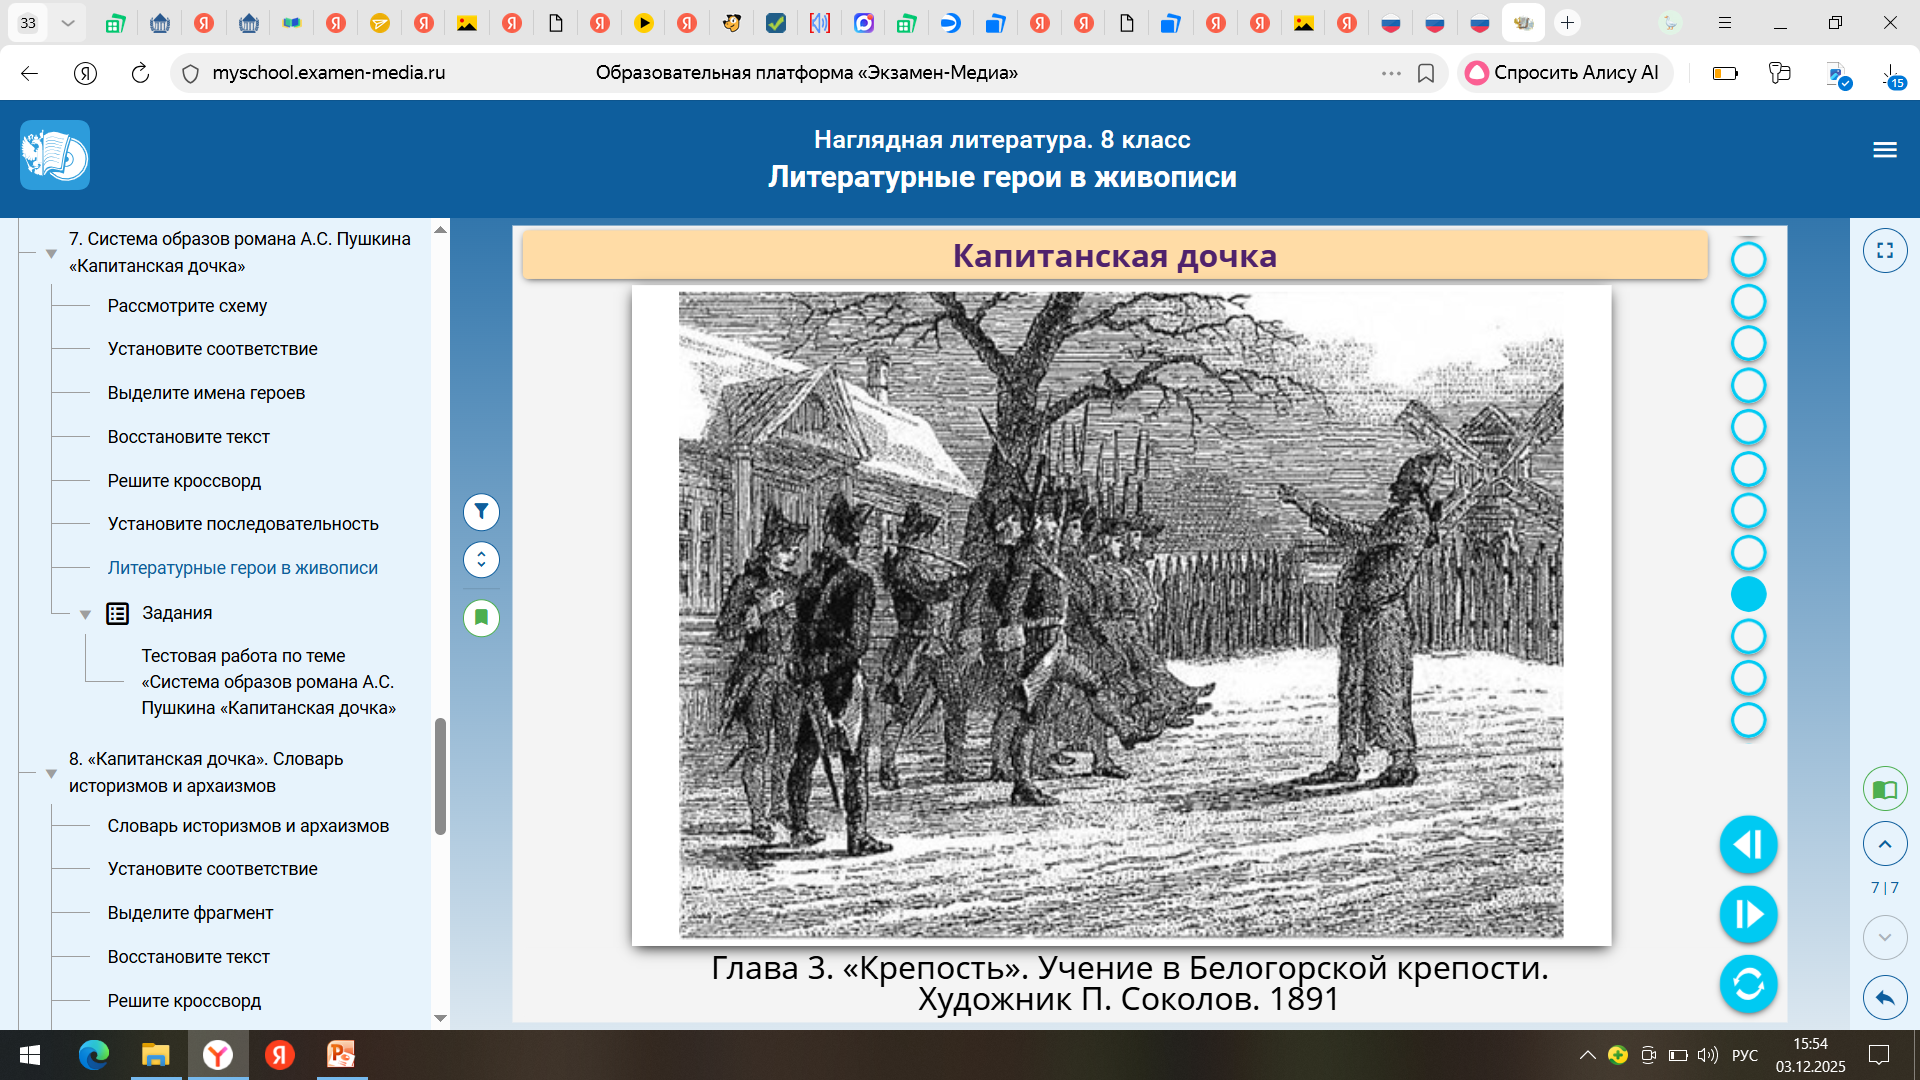 33
myschool.examen-media.ru
Образовательная платформа «Экзамен-Медиа»
Спросить Алису AI
15
Наглядная литература. 8 класс
Литературные герои в живописи
7. Система образов романа А.С. Пушкина
«Капитанская дочка»
Рассмотрите схему
Установите соответствие
Выделите имена героев
Восстановите текст
Решите кроссворд
Установите последовательность
Литературные герои в живописи
Задания
Тестовая работа по теме
«Система образов романа А.С.
Пушкина «Капитанская дочка»
8. «Капитанская дочка». Словарь
историзмов и архаизмов
Словарь историзмов и архаизмов
Установите соответствие
Выделите фрагмент
Восстановите текст
Решите кроссворд
Капитанская дочка
Глава 3. «Крепость». Учение в Белогорской крепости.
Художник П. Соколов. 1891
7 | 7
РУС
15:54
03.12.2025